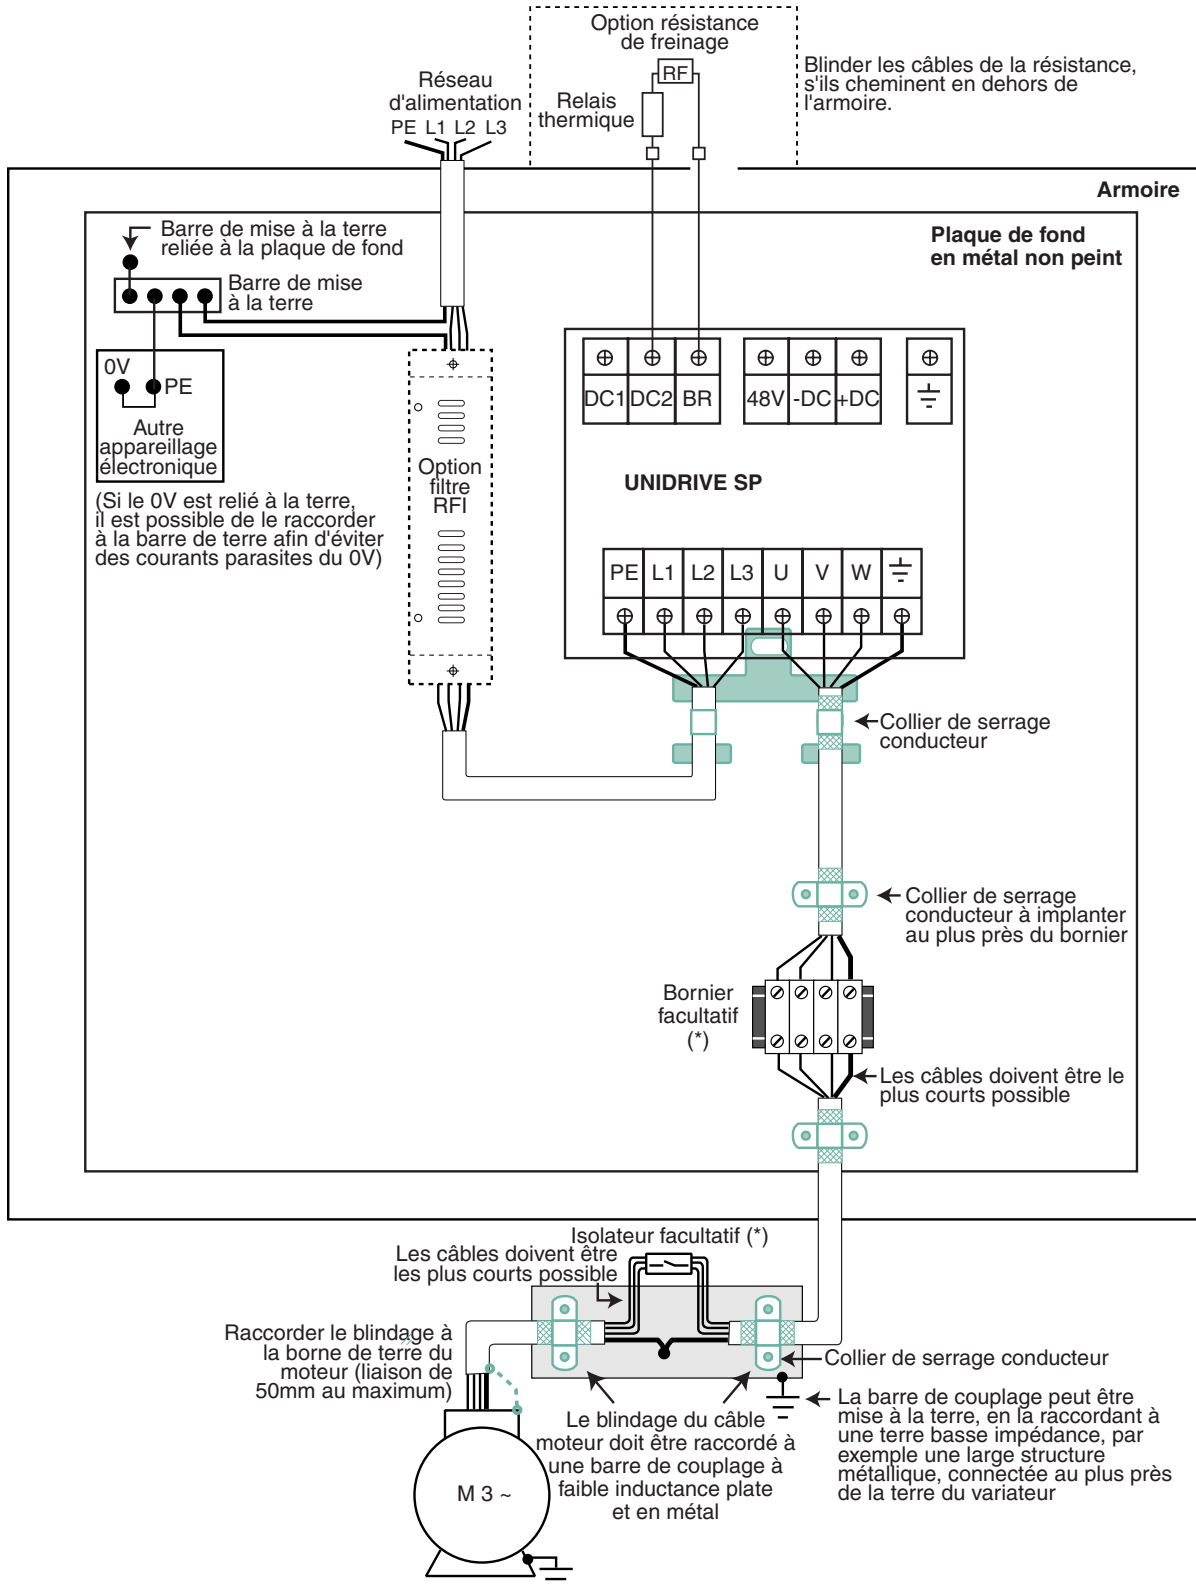 Option résistance
de freinage
RF
Blinder les câbles de la résistance,
s'ils cheminent en dehors de
l'armoire.
Réseau
d'alimentation
PE L1 L2 L3
Relais
thermique
Armoire
Barre de mise à la terre
reliée à la plaque de fond
Plaque de fond
en métal non peint
Barre de mise
à la terre
0V
PE
Autre
appareillage
électronique
(Si le 0V est relié à la terre,
il est possible de le raccorder
à la barre de terre afin d'éviter
des courants parasites du 0V)
Option
filtre
RFI
DC1 DC2 BR 48V -DC +DC
UNIDRIVE SP
PE L1 L2 L3 U V W
Collier de serrage
conducteur
Collier de serrage
conducteur à implanter
au plus près du bornier
Bornier
facultatif
(*)
Les câbles doivent être le
plus courts possible
Isolateur facultatif (*)
Les câbles doivent être
les plus courts possible
Raccorder le blindage à
la borne de terre du
moteur (liaison de
50mm au maximum)
Collier de serrage conducteur
Le blindage du câble
moteur doit être raccordé à
une barre de couplage à
faible inductance plate
et en métal
La barre de couplage peut être
mise à la terre, en la raccordant à
une terre basse impédance, par
exemple une large structure
métallique, connectée au plus près
de la terre du variateur
M 3 ~